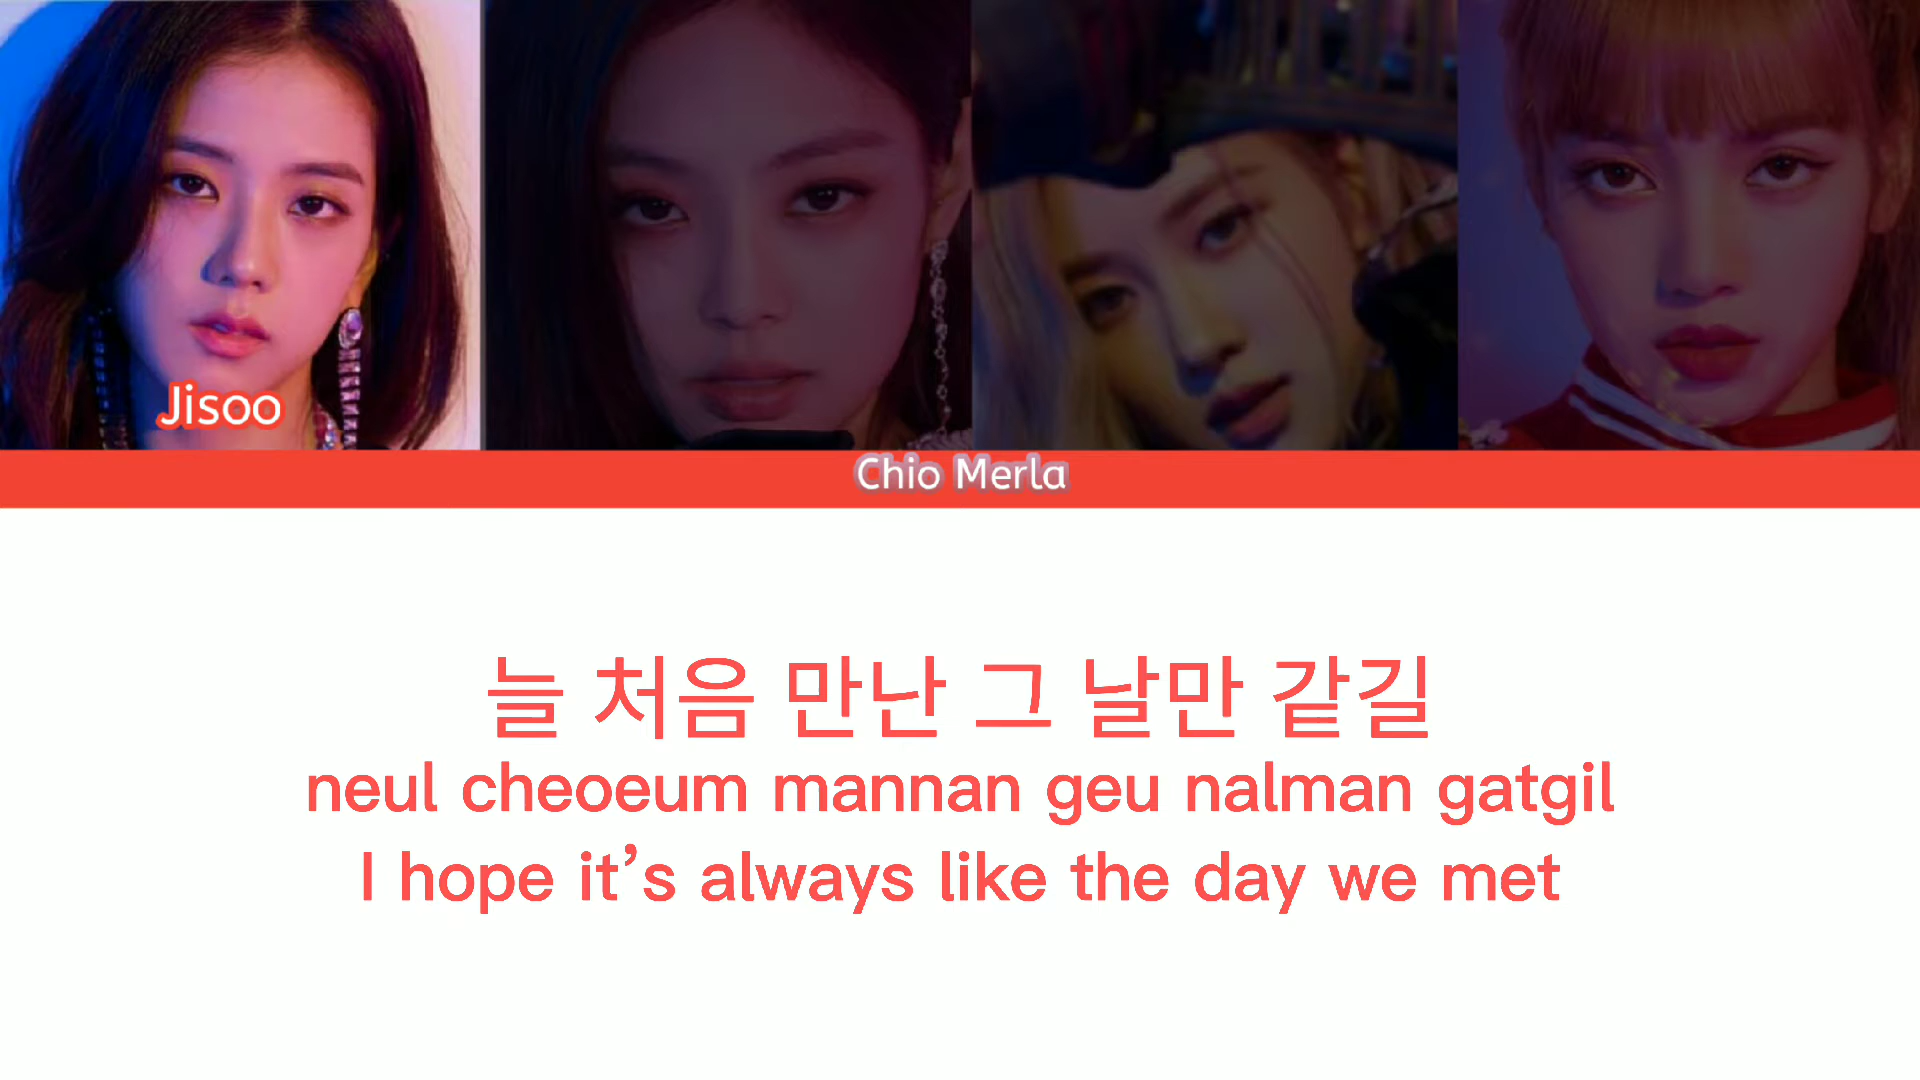 Jisoo
Chio Merla
늘 처음 만난 그 날만 같길
neul cheoeum mannan geu nalman gatgil
I hope it’s always like the day we met